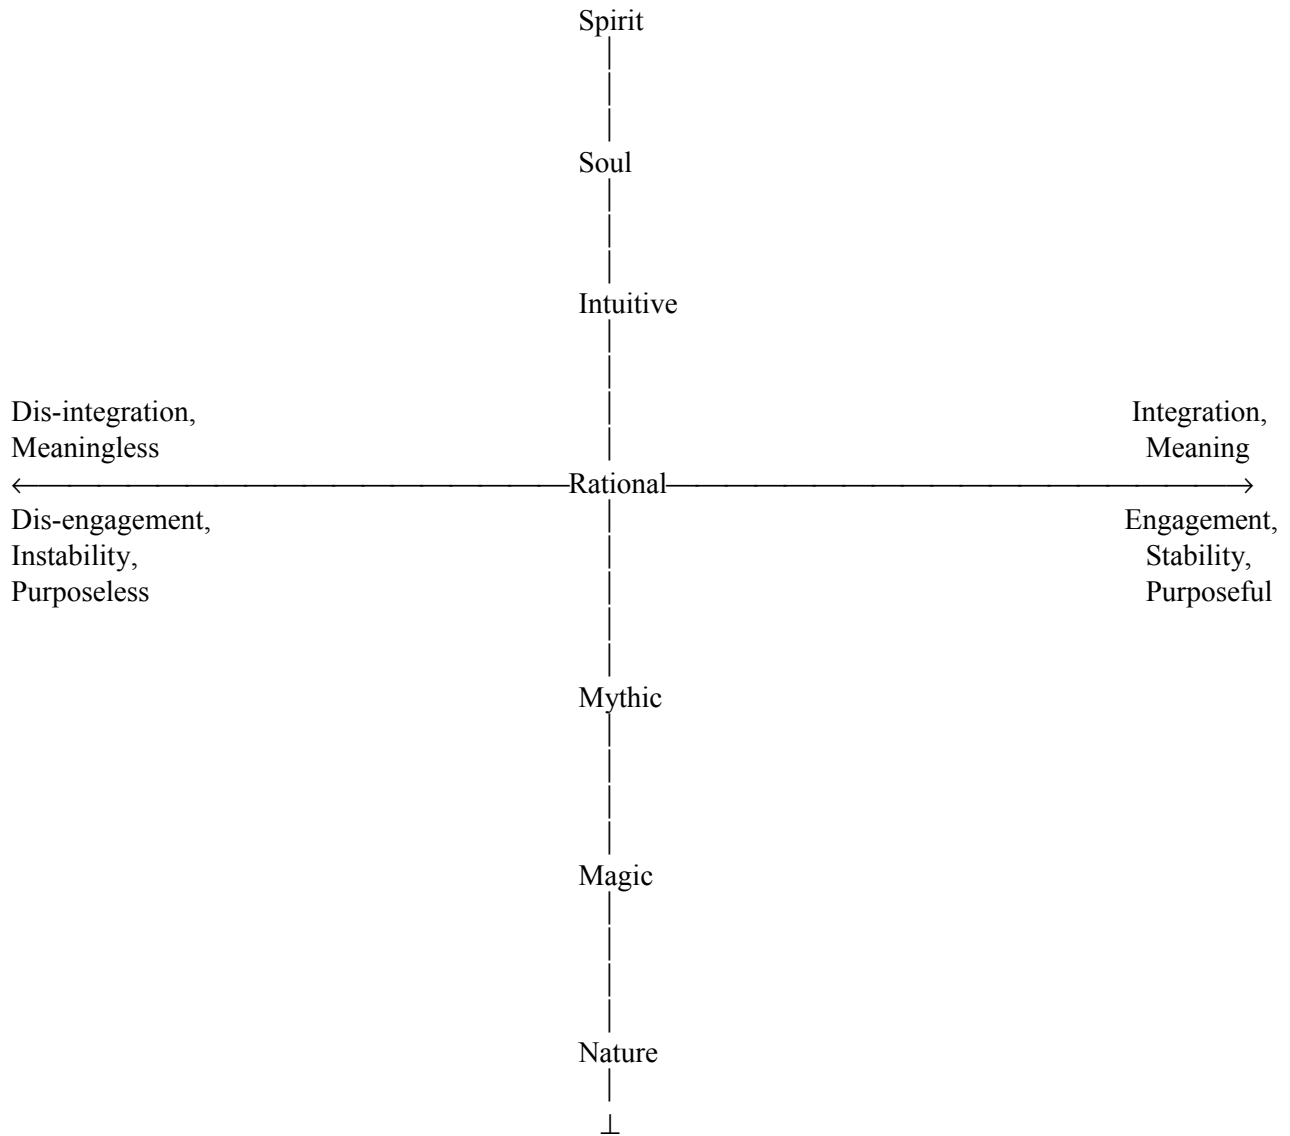 Spirit
Soul
Intuitive
Dis-integration,
Meaningless
Integration,
Meaning
Rational
Dis-engagement,
Instability,
Purposeless
Engagement,
Stability,
Purposeful
Mythic
Magic
Nature